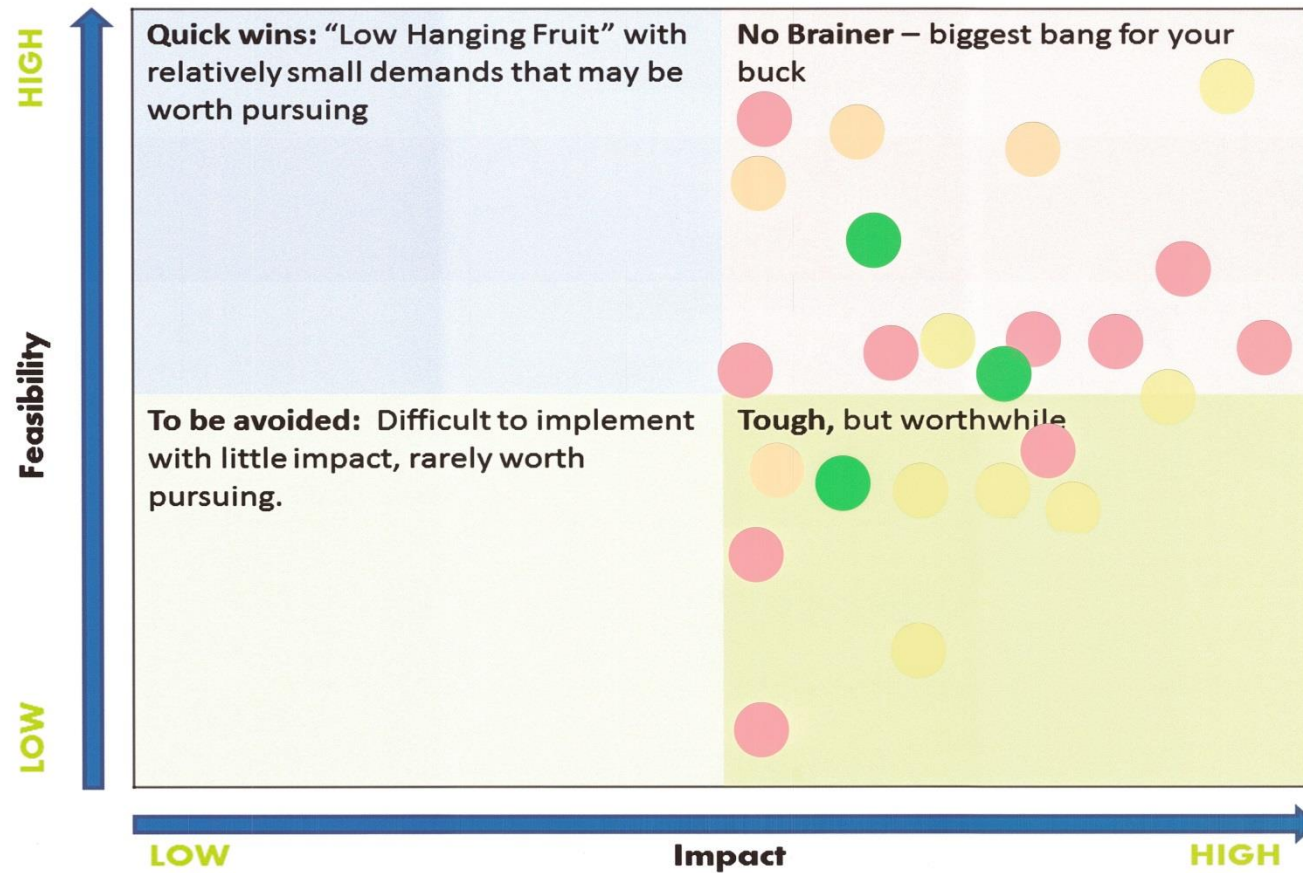 HIGH
Feasibility
LOW
Quick wins: “Low Hanging Fruit” with
relatively small demands that may be
worth pursuing
No Brainer – biggest bang for your
buck
To be avoided:  Difficult to implement
with little impact, rarely worth
pursuing.
Tough, but worthwhile
LOW
Impact
HIGH